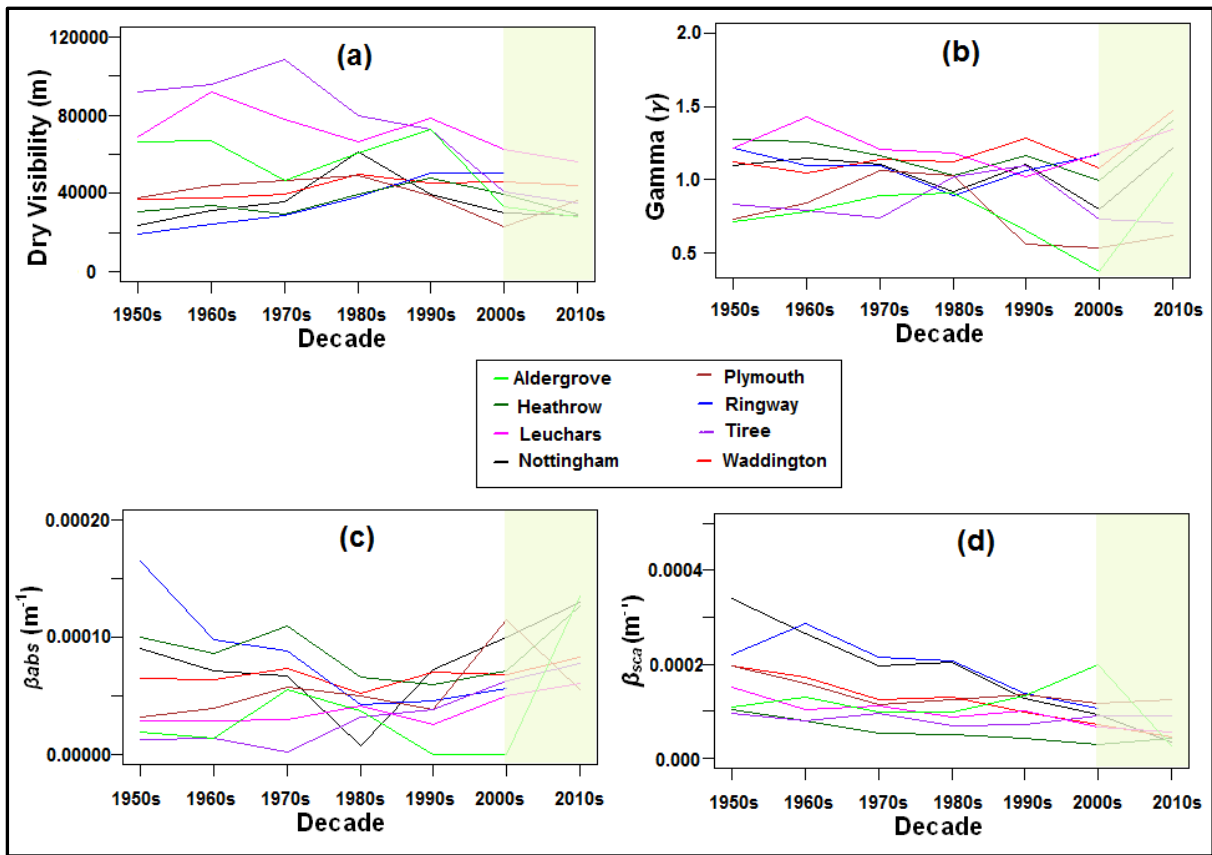 (a)
Dry Visibility (m)
120000
80000
40000
0
1950s 1960s 1970s 1980s 1990s 2000s 2010s
Decade
(b)
Gamma (γ)
2.0
1.5
1.0
0.5
1950s 1960s 1970s 1980s 1990s 2000s 2010s
Decade
Aldergrove
Heathrow
Leuchars
Nottingham
Plymouth
Ringway
Tiree
Waddington
(c)
βabs (m⁻¹)
0.00020
0.00010
0.00000
1950s 1960s 1970s 1980s 1990s 2000s 2010s
Decade
(d)
βsca (m⁻¹)
0.0004
0.0002
0.000
1950s 1960s 1970s 1980s 1990s 2000s 2010s
Decade